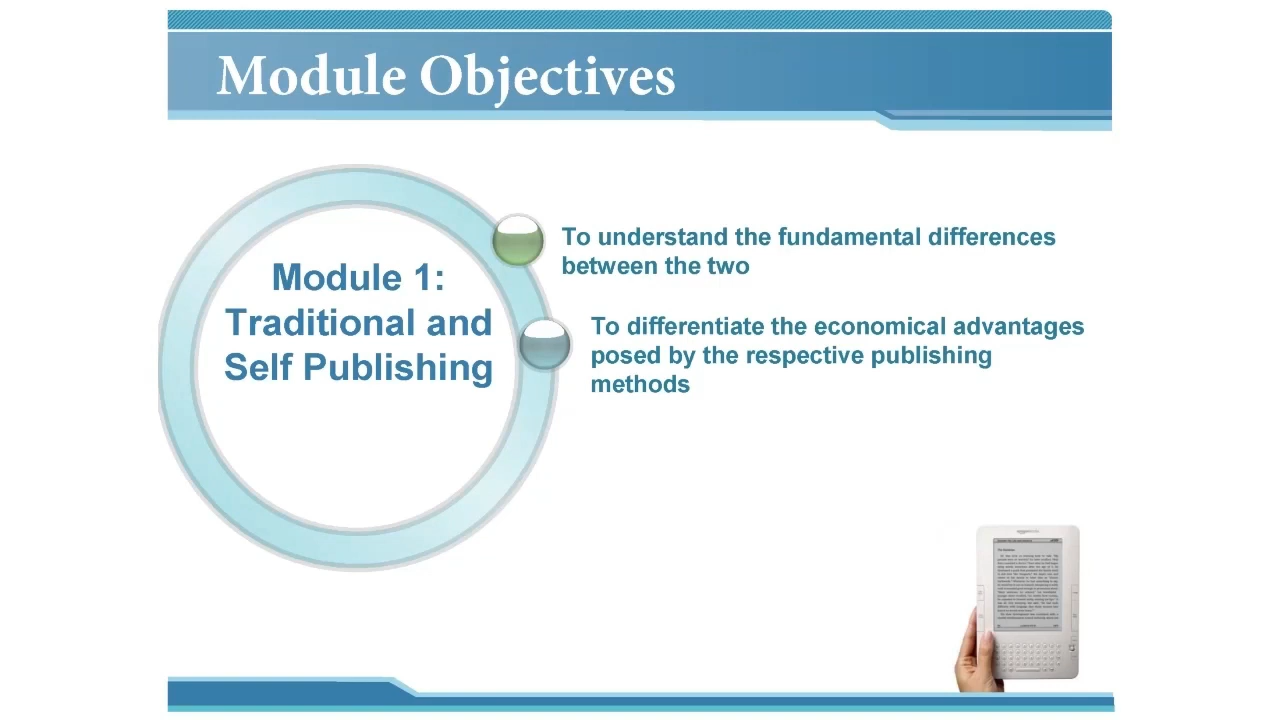 Module Objectives
Module 1:
Traditional and
Self Publishing
To understand the fundamental differences
between the two
To differentiate the economical advantages
posed by the respective publishing
methods